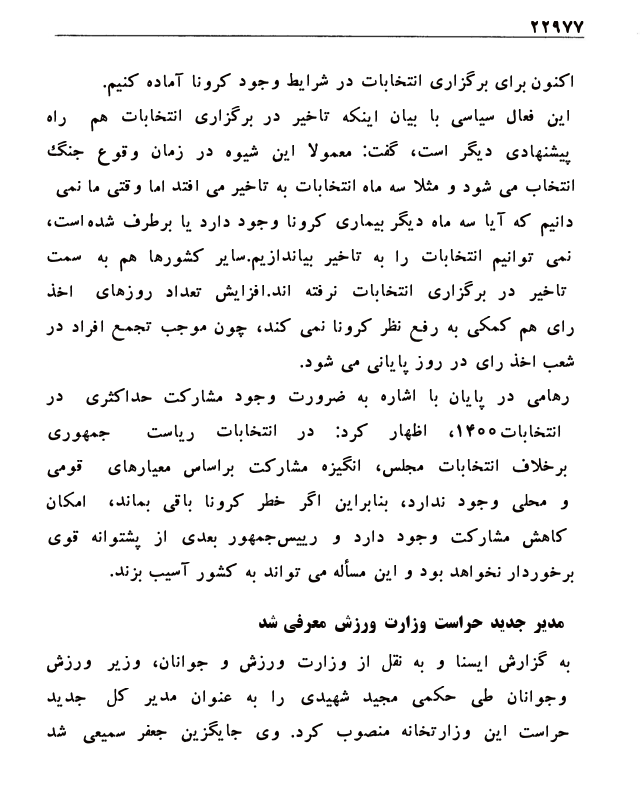 ۲۲۹۷۷
اکنون برای برگزاری انتخابات در شرایط وجود کرونا آماده کنیم.
این فعال سیاسی با بیان اینکه تاخیر در برگزاری انتخابات هم راه
پیشنهادی دیگر است، گفت: معمولا این شیوه در زمان وقوع جنگ
انتخاب می شود و مثلا سه ماه انتخابات به تاخیر می افتد اما وقتی ما نمی
دانیم که آیا سه ماه دیگر بیماری کرونا وجود دارد یا برطرف شده‌است،
نمی توانیم انتخابات را به تاخیر بیاندازیم.سایر کشورها هم به سمت
تاخیر در برگزاری انتخابات نرفته اند.افزایش تعداد روزهای اخذ
رای هم کمکی به رفع نظر کرونا نمی کند، چون موجب تجمع افراد در
شعب اخذ رای در روز پایانی می شود.
رهامی در پایان با اشاره به ضرورت وجود مشارکت حداکثری در
انتخابات۱۴۰۰، اظهار کرد: در انتخابات ریاست جمهوری
برخلاف انتخابات مجلس، انگیزه مشارکت براساس معیارهای قومی
و محلی وجود ندارد، بنابراین اگر خطر کرونا باقی بماند، امکان
کاهش مشارکت وجود دارد و رییس‌جمهور بعدی از پشتوانه قوی
برخوردار نخواهد بود و این مسأله می تواند به کشور آسیب بزند.
مدیر جدید حراست وزارت ورزش معرفی شد
به گزارش ایسنا و به نقل از وزارت ورزش و جوانان، وزیر ورزش
وجوانان طی حکمی مجید شهیدی را به عنوان مدیر کل جدید
حراست این وزارتخانه منصوب کرد. وی جایگزین جعفر سمیعی شد